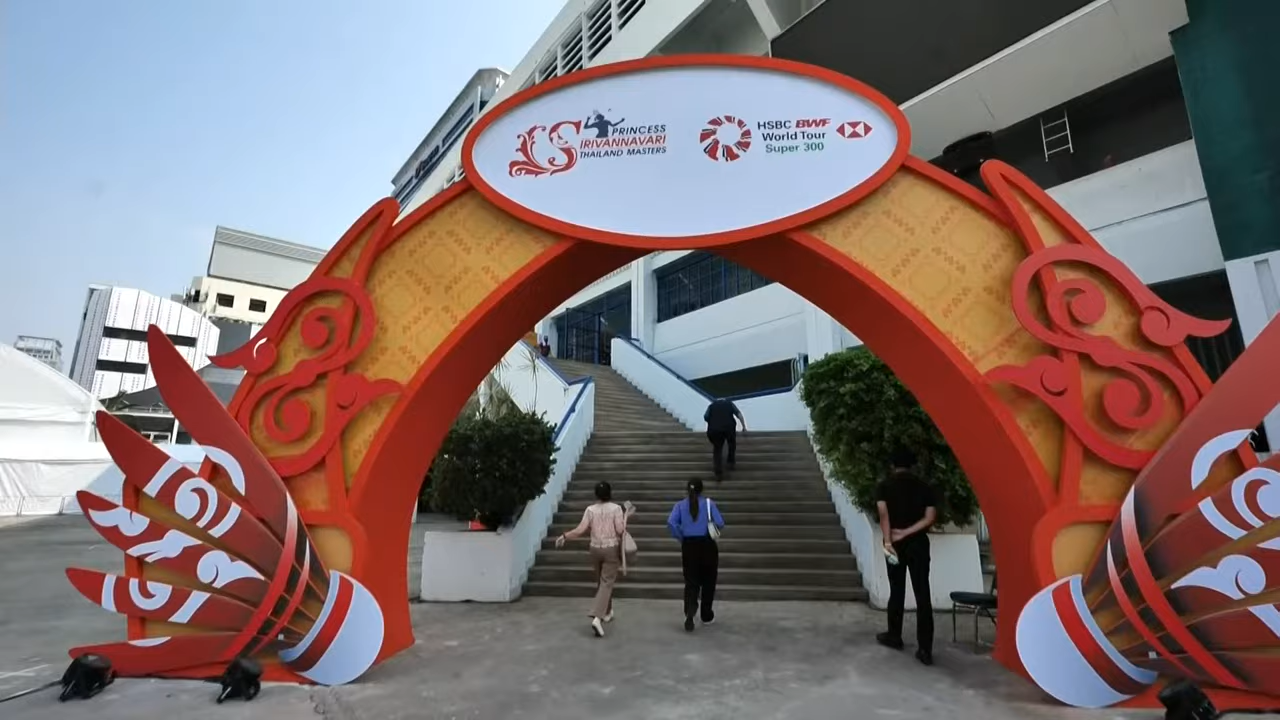 PRINCESS
SIRIVANNAVARI
THAILAND MASTERS
HSBC BWF
World Tour
Super 300